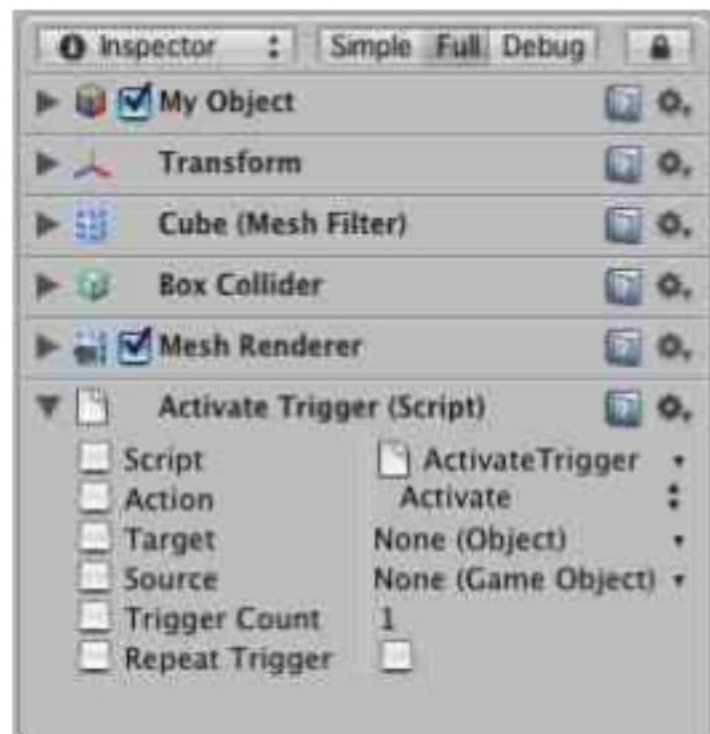 Inspector Simple Full Debug
My Object
Transform
Cube (Mesh Filter)
Box Collider
Mesh Renderer
Activate Trigger (Script)
Script ActivateTrigger
Action Activate
Target None (Object)
Source None (Game Object)
Trigger Count 1
Repeat Trigger